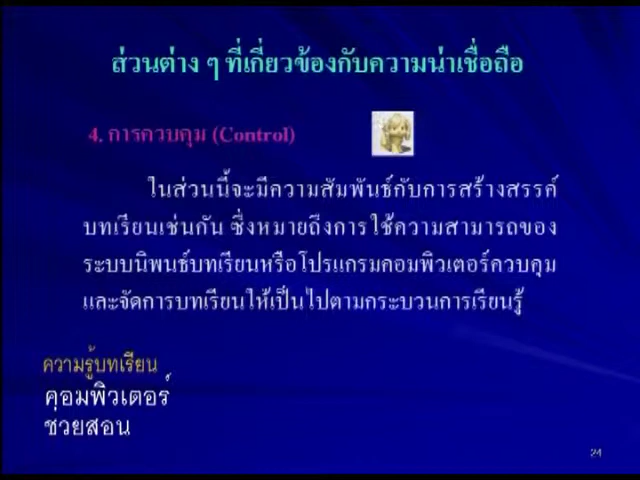 ส่วนต่าง ๆ ที่เกี่ยวข้องกับความน่าเชื่อถือ
4. การควบคุม (Control)
ในส่วนนี้จะมีความสัมพันธ์กับการสร้างสรรค์
บทเรียนเช่นกัน ซึ่งหมายถึงการใช้ความสามารถของ
ระบบนิพนธ์บทเรียนหรือโปรแกรมคอมพิวเตอร์ควบคุม
และจัดการบทเรียนให้เป็นไปตามกระบวนการเรียนรู้
ความรู้บทเรียน
คอมพิวเตอร์
ช่วยสอน
24